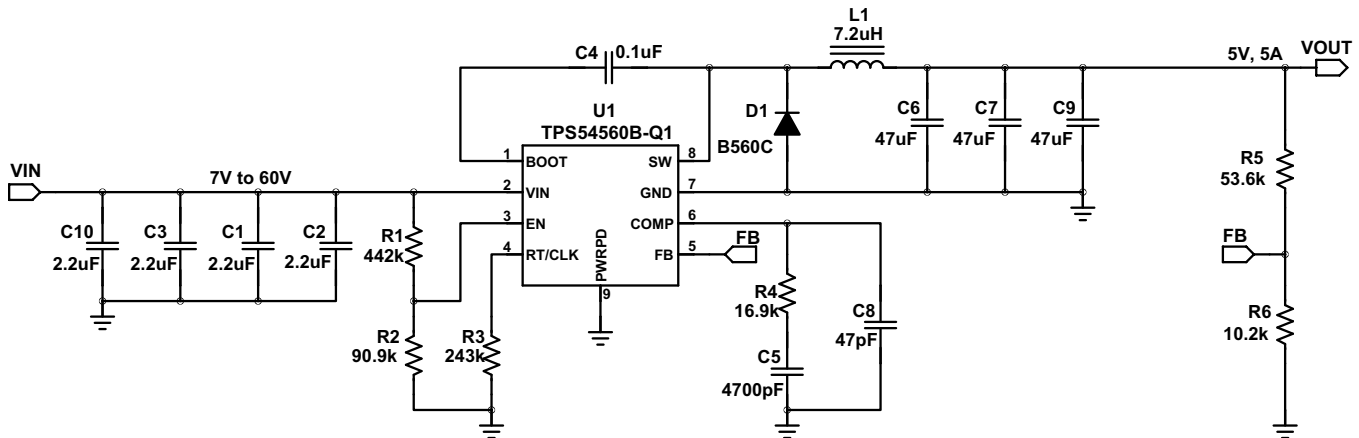 L1
7.2uH
C4
0.1uF
5V, 5A
VOUT
U1
TPS54560B-Q1
D1
B560C
C6
47uF
C7
47uF
C9
47uF
R5
53.6k
VIN
7V to 60V
1
BOOT
SW
8
2
VIN
GND
7
3
EN
COMP
6
4
RT/CLK
FB
5
PWRPD
9
FB
FB
C10
2.2uF
C3
2.2uF
C1
2.2uF
C2
2.2uF
R1
442k
R2
90.9k
R3
243k
R4
16.9k
C8
47pF
C5
4700pF
R6
10.2k